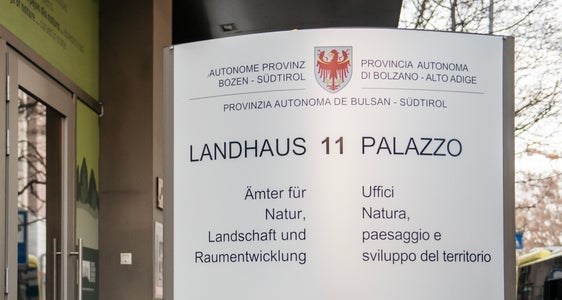 AUTONOME PROVINZ PROVINCIA AUTONOMA
BOZEN - SÜDTIROL DI BOLZANO - ALTO ADIGE
PROVINZIA AUTONOMA DE BULSAN - SÜDTIROL
LANDHAUS 11 PALAZZO
Ämter für
Natur,
Landschaft und
Raumentwicklung
Uffici
Natura,
paesaggio e
sviluppo del territorio